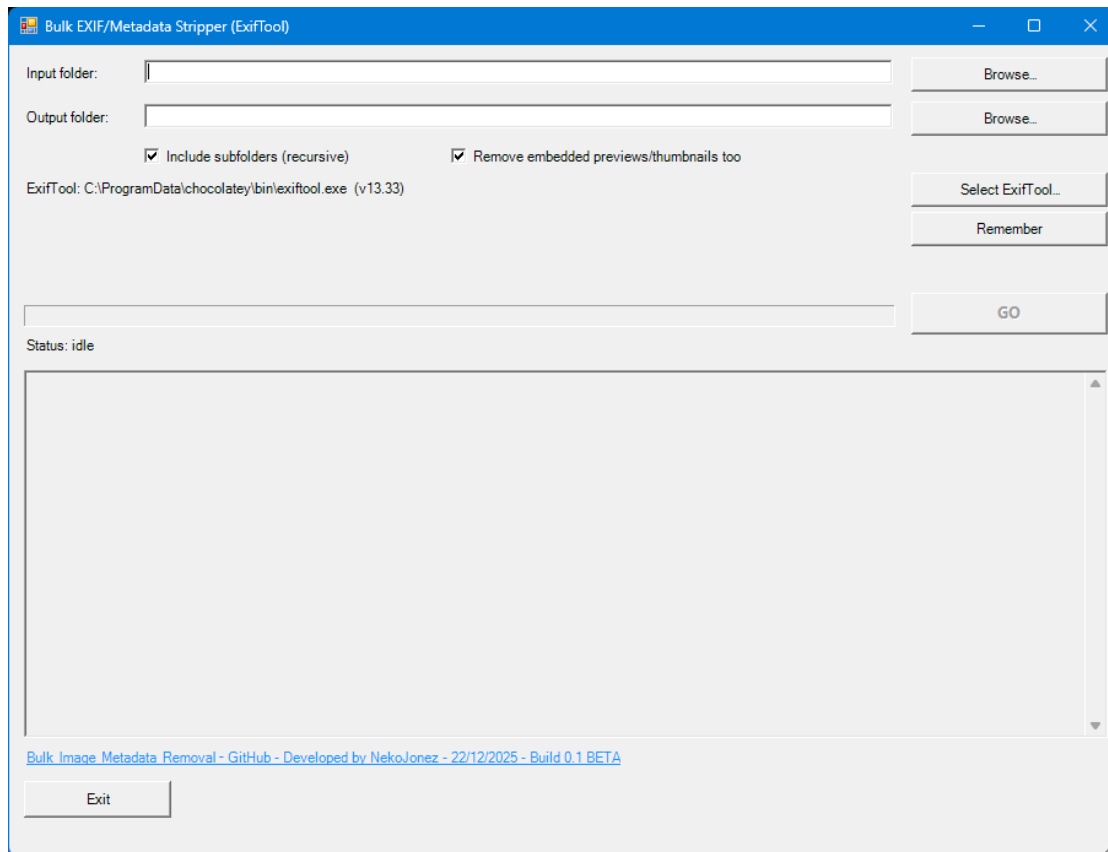 Bulk EXIF/Metadata Stripper (ExifTool)
Input folder:
Browse...
Output folder:
Browse...
Include subfolders (recursive)
Remove embedded previews/thumbnails too
ExifTool: C:\ProgramData\chocolatey\bin\exiftool.exe (v13.33)
Select ExifTool...
Remember
GO
Status: idle
Bulk Image Metadata Removal - GitHub - Developed by NekoJonez - 22/12/2025 - Build 0.1 BETA
Exit